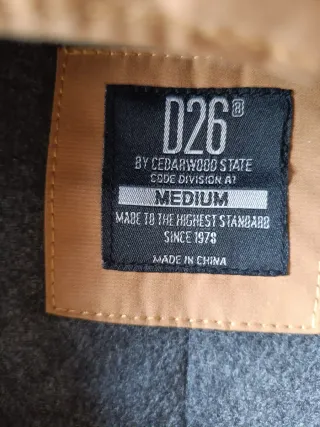 D26®
BY CEDARWOOD STATE
CODE DIVISION A1
MEDIUM
MADE TO THE HIGHEST STANDARD
SINCE 1978
MADE IN CHINA